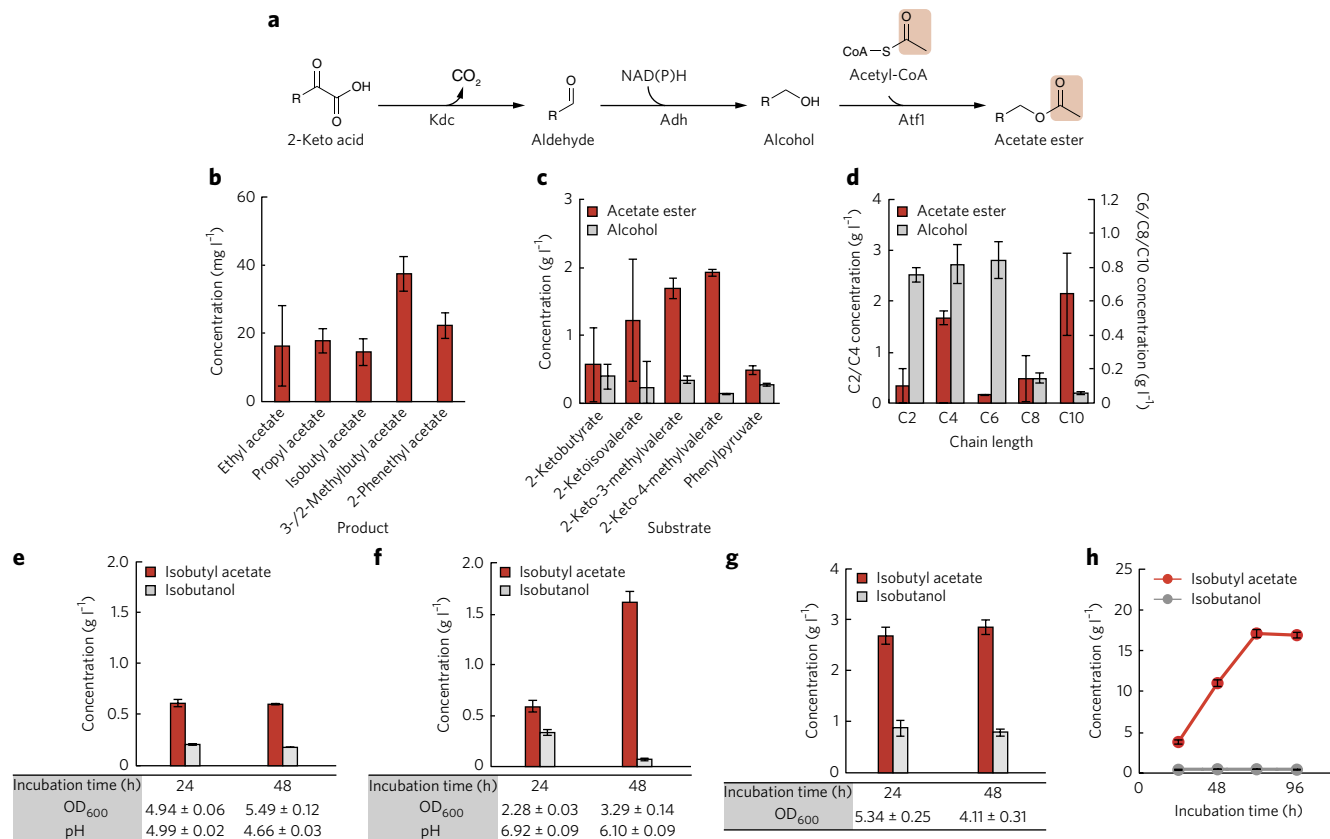 a
O
R
OH
O
2-Keto acid
CO2
Kdc
O
R
Aldehyde
NAD(P)H
Adh
R
OH
Alcohol
O
CoA
S
Acetyl-CoA
Atf1
O
R
O
Acetate ester
b
Concentration (mg l−1)
60
40
20
0
Ethyl acetate
Propyl acetate
Isobutyl acetate
3-/2-Methylbutyl acetate
2-Phenethyl acetate
Product
c
Concentration (g l−1)
3
2
1
0
Acetate ester
Alcohol
2-Ketobutyrate
2-Ketoisovalerate
2-Keto-3-methylvalerate
2-Keto-4-methylvalerate
Phenylpyruvate
Substrate
d
C2/C4 concentration (g l−1)
4
3
2
1
0
Acetate ester
Alcohol
C6/C8/C10 concentration (g l−1)
1.2
1.0
0.8
0.6
0.4
0.2
0
C2 C4 C6 C8 C10
Chain length
e
Concentration (g l−1)
2.0
1.5
1.0
0.5
0
Isobutyl acetate
Isobutanol
Incubation time (h) 24 48
OD600 4.94 ± 0.06 5.49 ± 0.12
pH 4.99 ± 0.02 4.66 ± 0.03
f
Concentration (g l−1)
2.0
1.5
1.0
0.5
0
Isobutyl acetate
Isobutanol
Incubation time (h) 24 48
OD600 2.28 ± 0.03 3.29 ± 0.14
pH 6.92 ± 0.09 6.10 ± 0.09
g
Concentration (g l−1)
4
3
2
1
0
Isobutyl acetate
Isobutanol
Incubation time (h) 24 48
OD600 5.34 ± 0.25 4.11 ± 0.31
h
Concentration (g l−1)
25
20
15
10
5
0
Isobutyl acetate
Isobutanol
0 48 96
Incubation time (h)